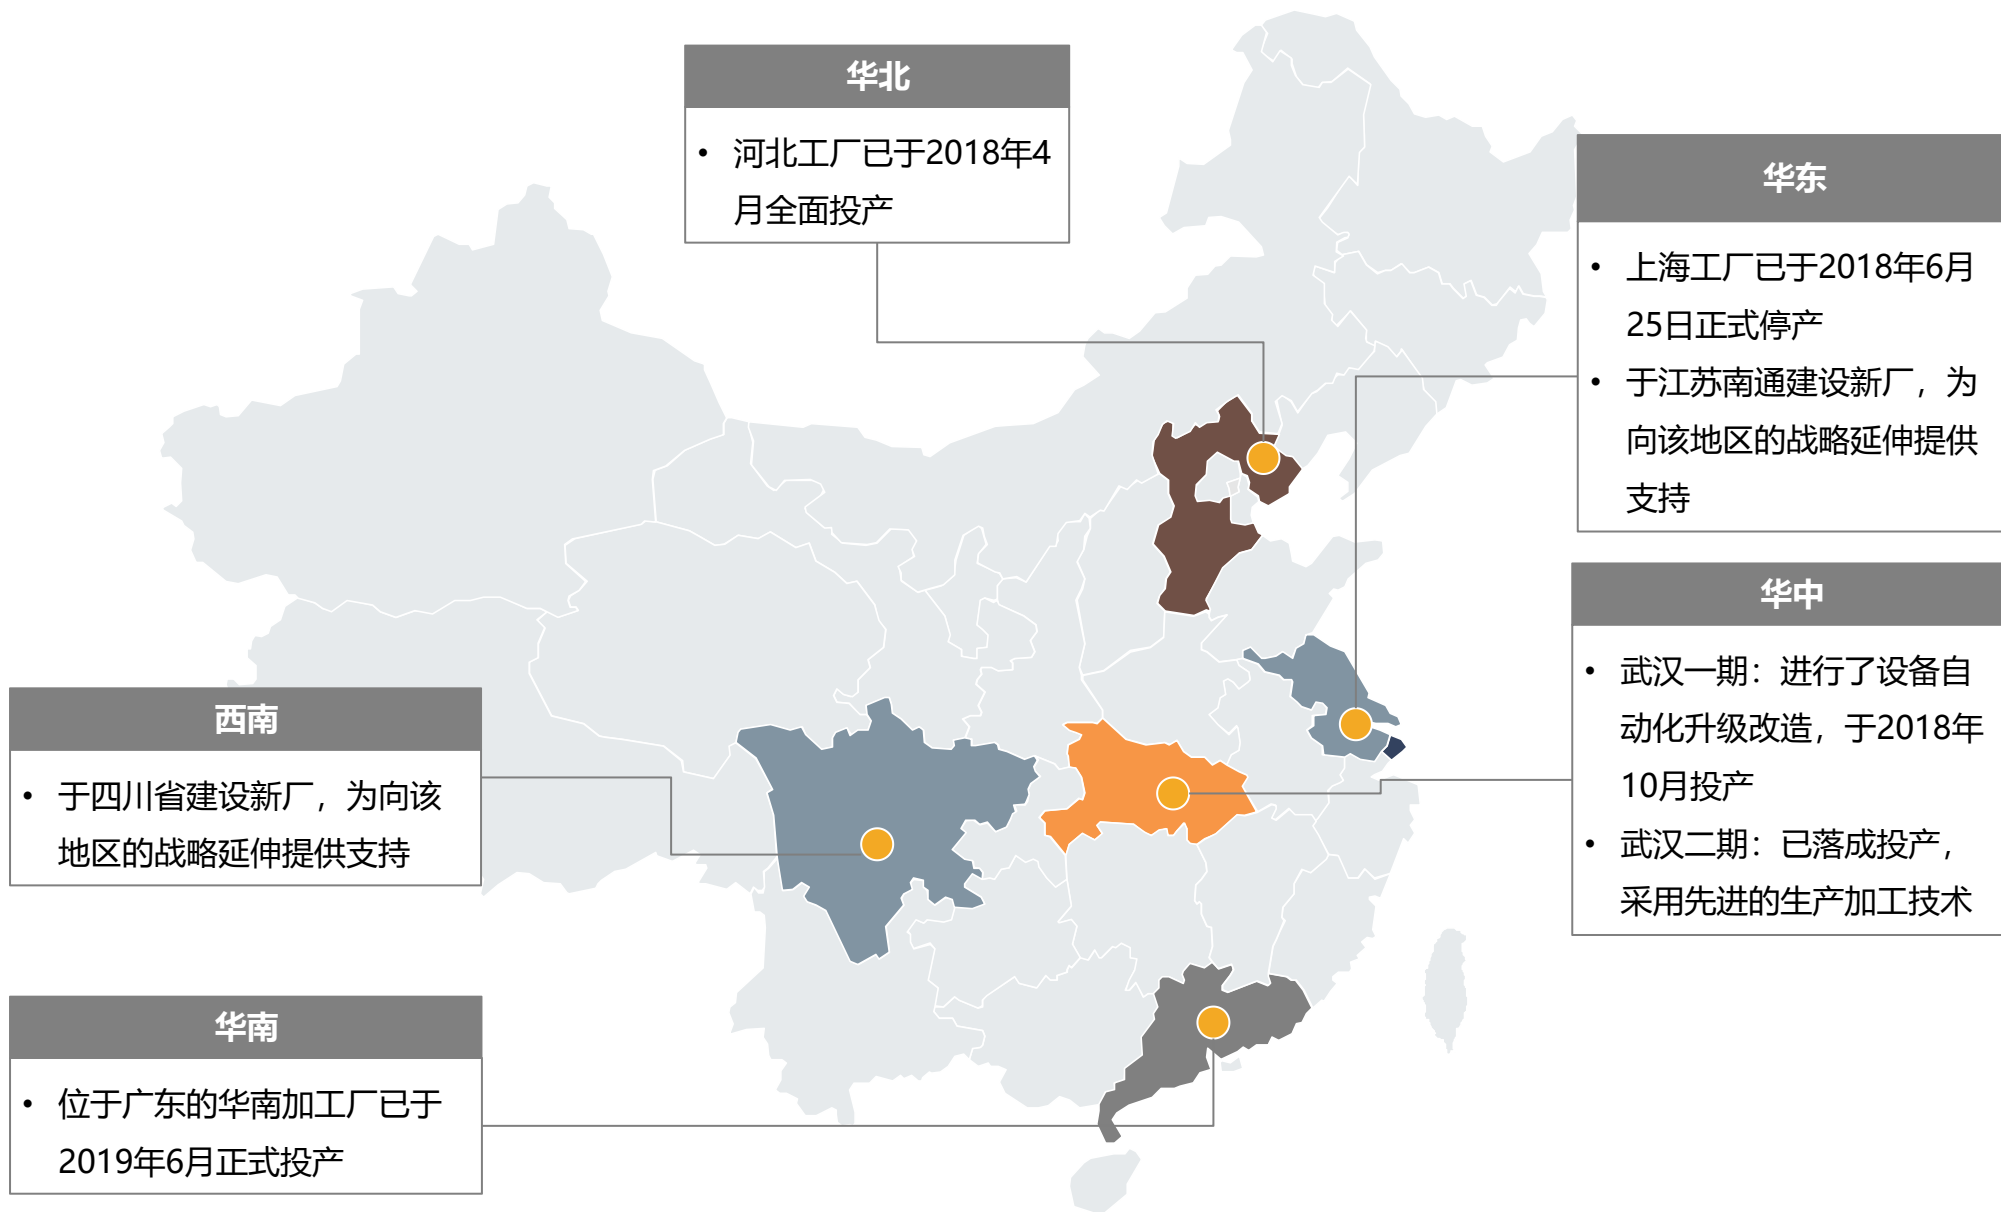 华北
• 河北工厂已于2018年4
月全面投产
华东
• 上海工厂已于2018年6月
25日正式停产
• 于江苏南通建设新厂，为
向该地区的战略延伸提供
支持
华中
• 武汉一期：进行了设备自
动化升级改造，于2018年
10月投产
• 武汉二期：已落成投产，
采用先进的生产加工技术
西南
• 于四川省建设新厂，为向该
地区的战略延伸提供支持
华南
• 位于广东的华南加工厂已于
2019年6月正式投产